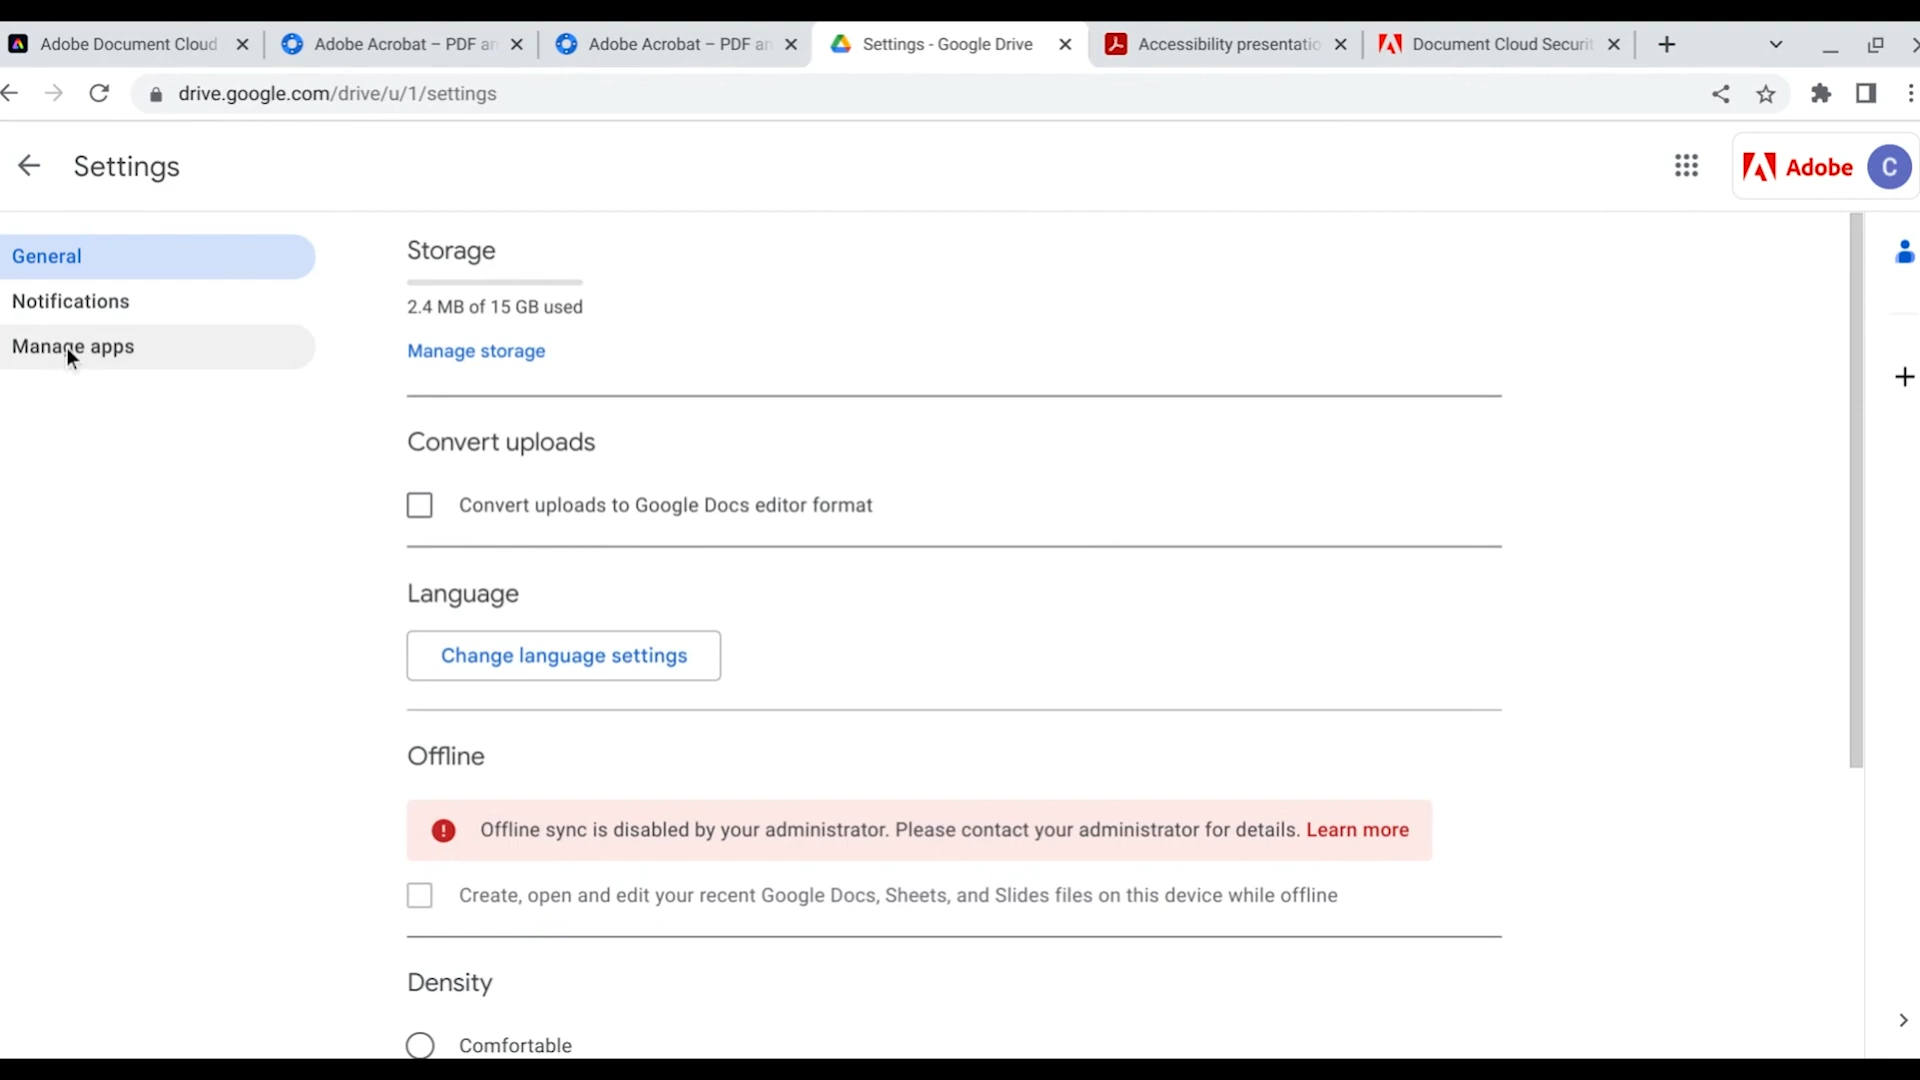 Adobe Document Cloud
Adobe Acrobat – PDF an
Adobe Acrobat – PDF an
Settings - Google Drive
Accessibility presentatio
Document Cloud Securit
drive.google.com/drive/u/1/settings
Settings
Adobe
C
General
Notifications
Manage apps
Storage
2.4 MB of 15 GB used
Manage storage
Convert uploads
Convert uploads to Google Docs editor format
Language
Change language settings
Offline
Offline sync is disabled by your administrator. Please contact your administrator for details. Learn more
Create, open and edit your recent Google Docs, Sheets, and Slides files on this device while offline
Density
Comfortable